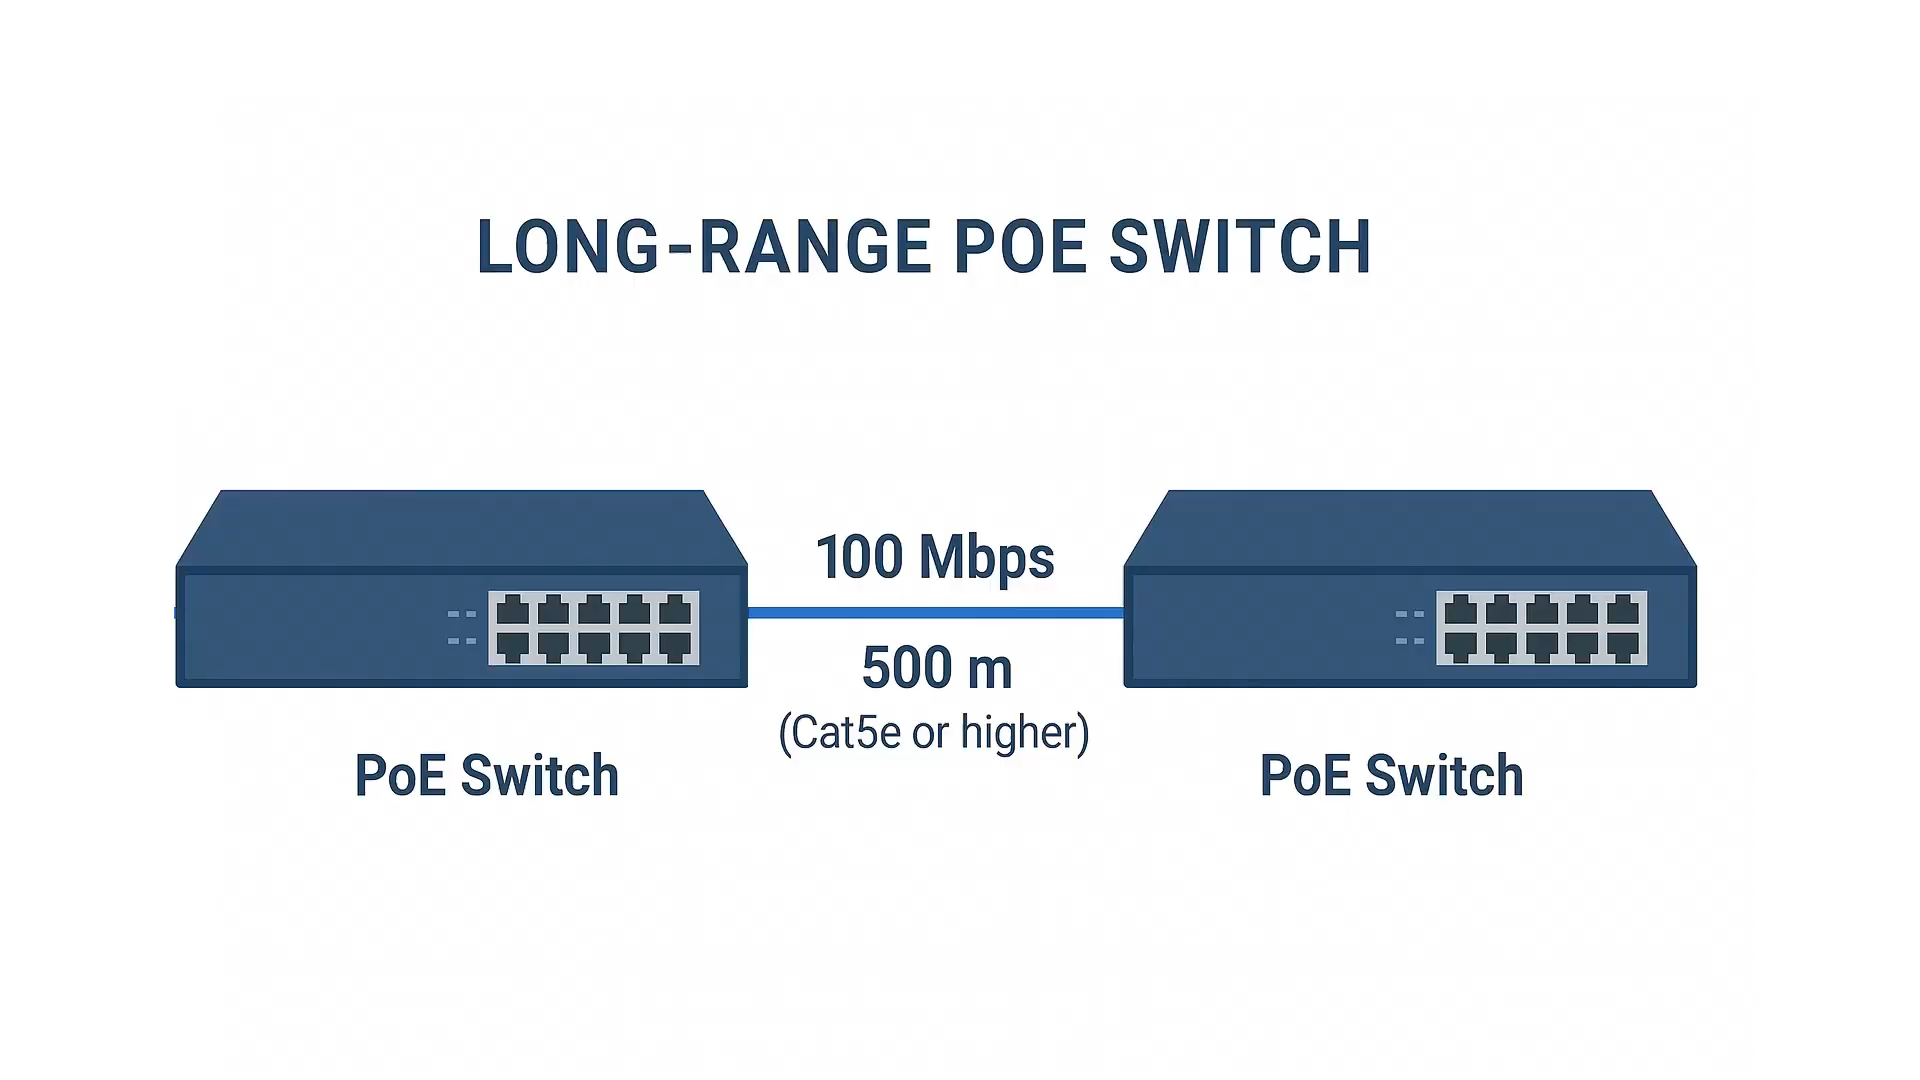 LONG-RANGE POE SWITCH
100 Mbps
500 m
(Cat5e or higher)
PoE Switch
PoE Switch